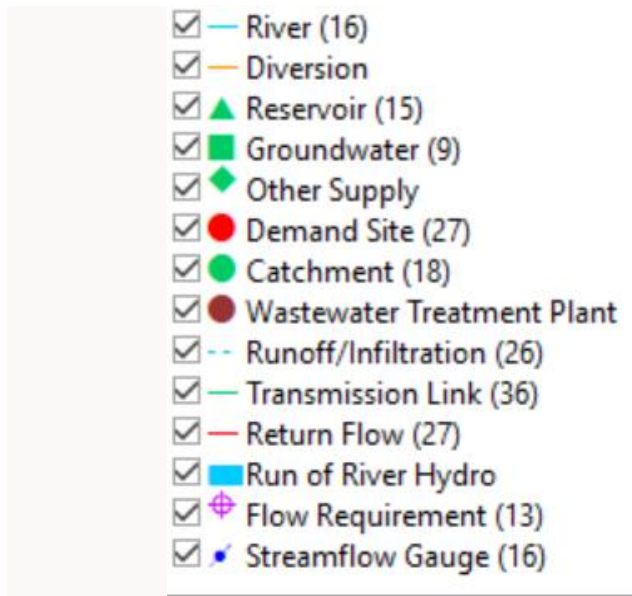 River (16)
Diversion
Reservoir (15)
Groundwater (9)
Other Supply
Demand Site (27)
Catchment (18)
Wastewater Treatment Plant
Runoff/Infiltration (26)
Transmission Link (36)
Return Flow (27)
Run of River Hydro
Flow Requirement (13)
Streamflow Gauge (16)